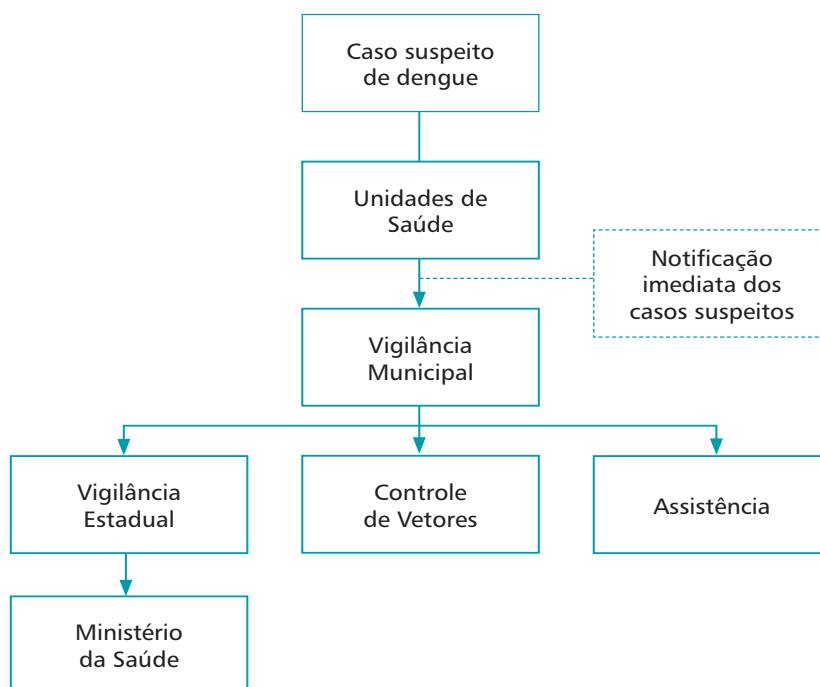 Caso suspeito
de dengue
Unidades de
Saúde
Notificação
imediata dos
casos suspeitos
Vigilância
Municipal
Vigilância
Estadual
Controle
de Vetores
Assistência
Ministério
da Saúde